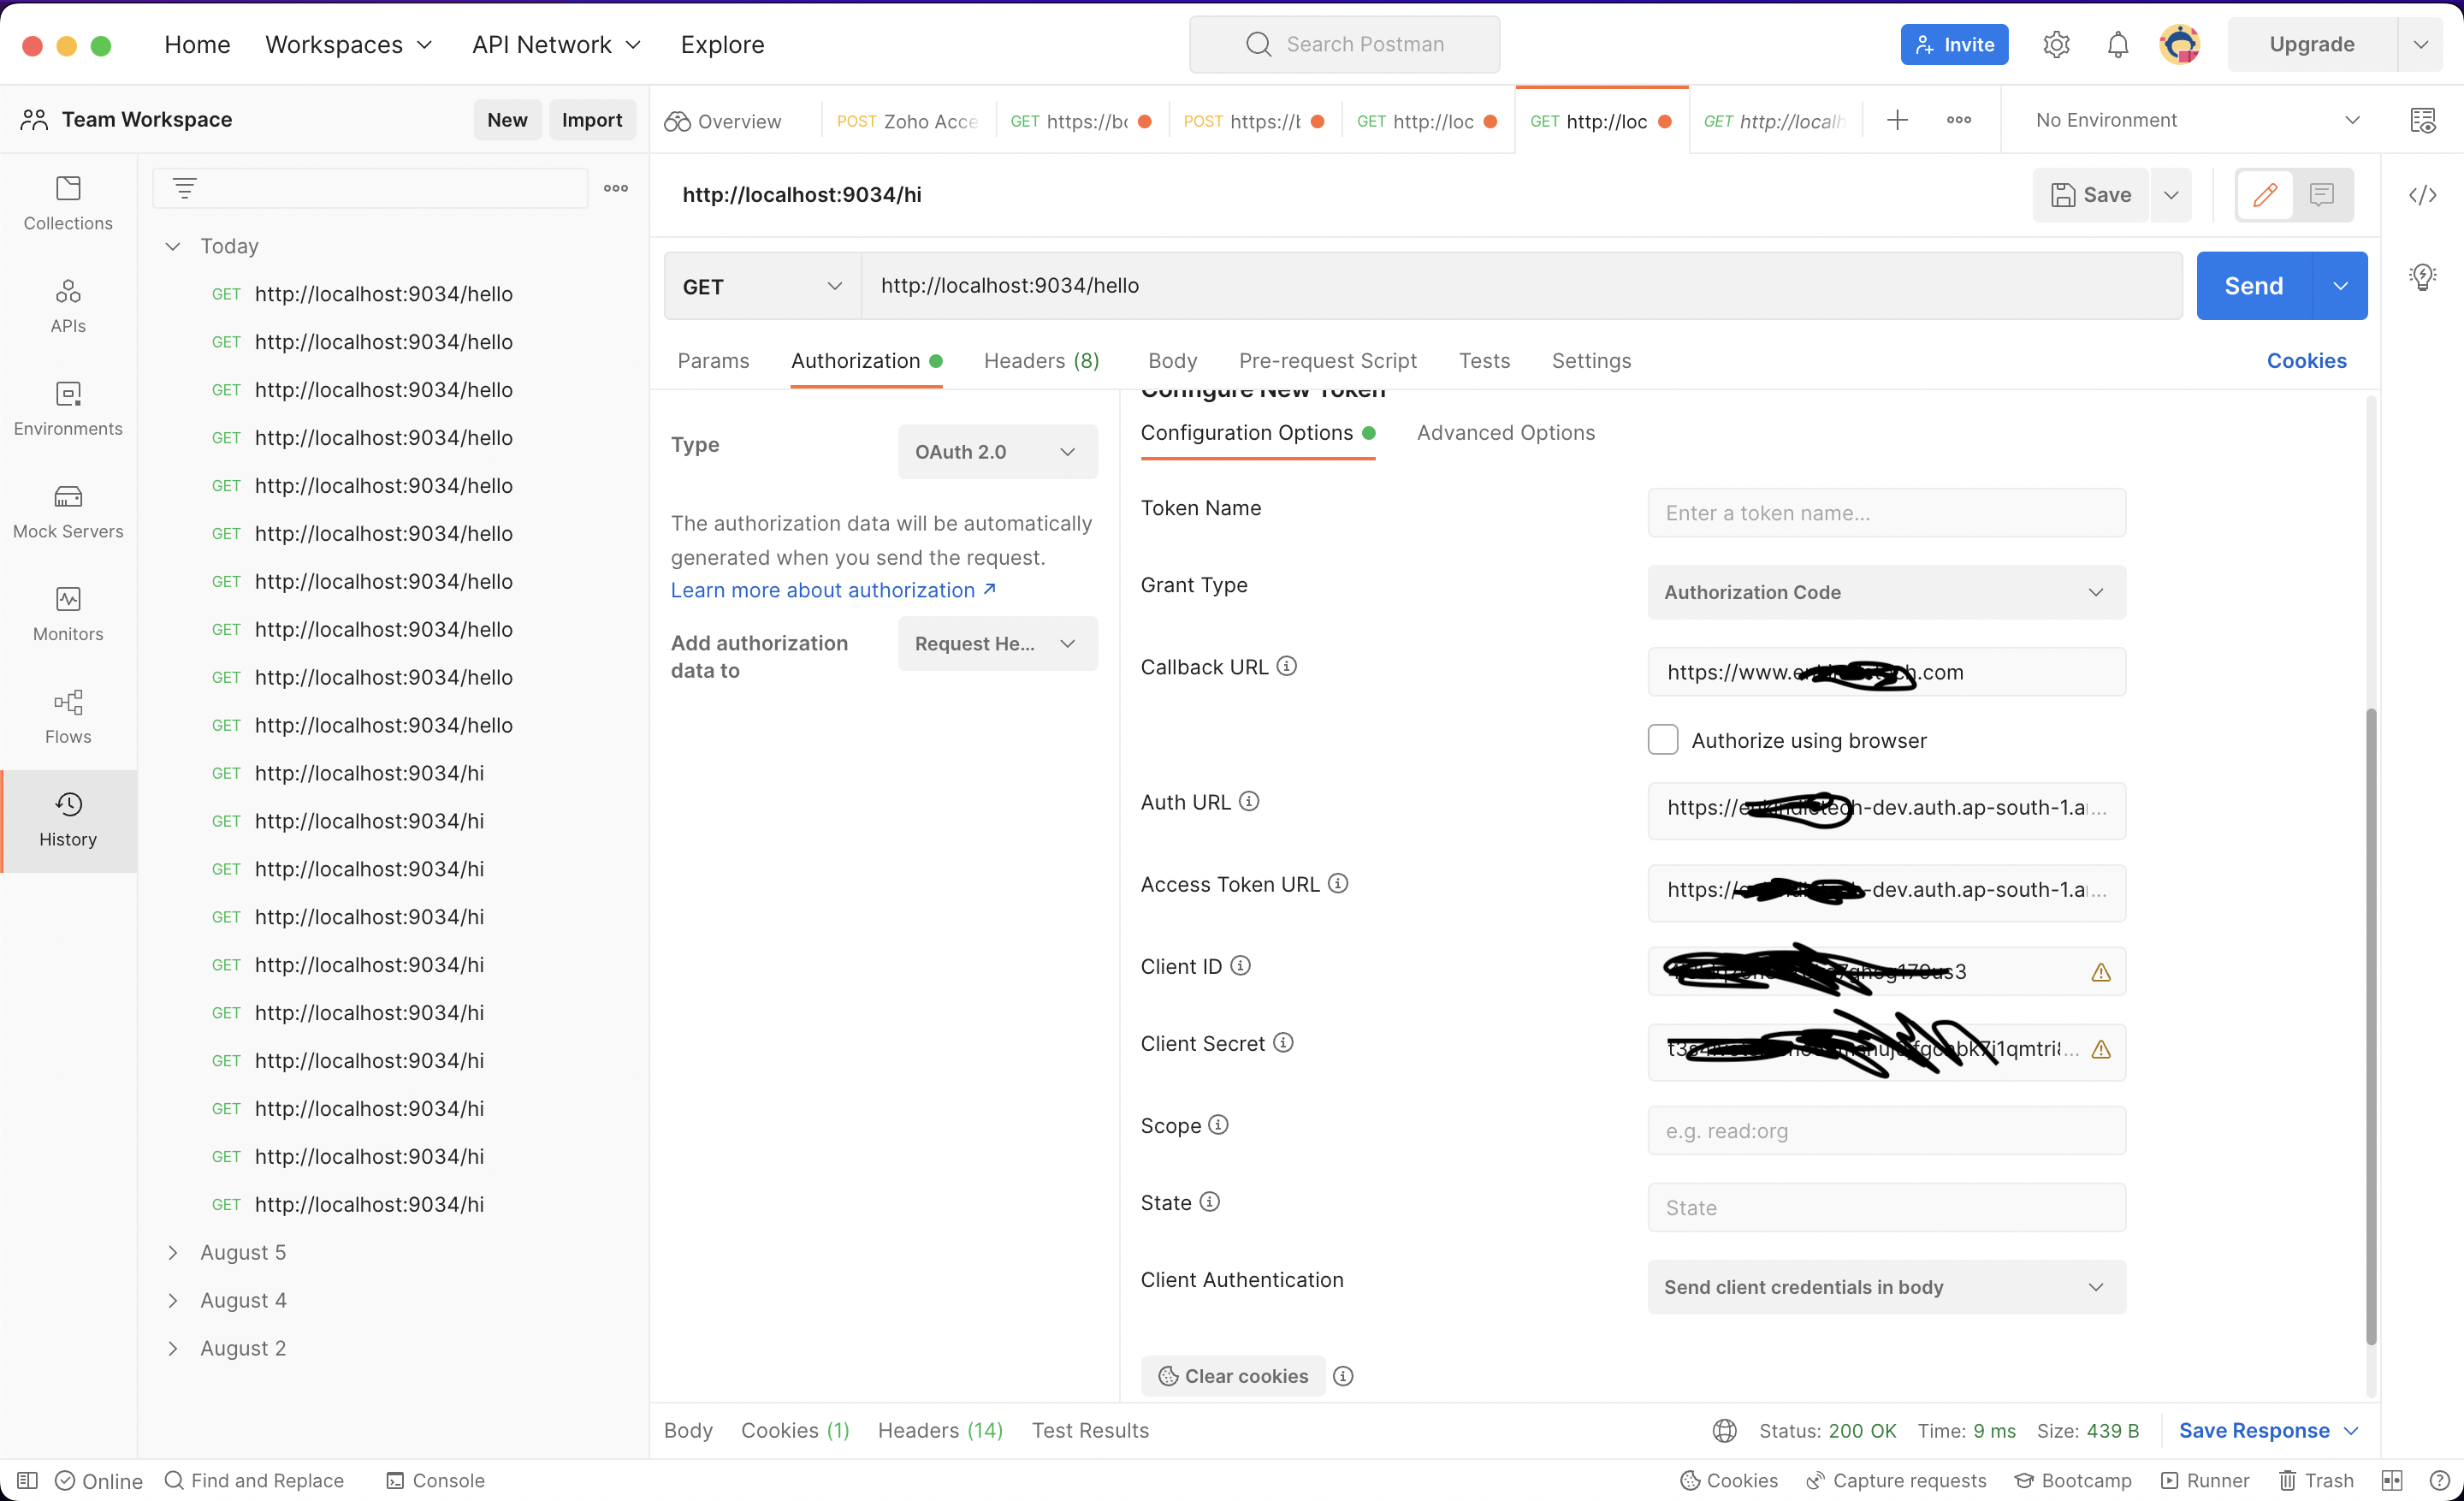 Home Workspaces API Network Explore Search Postman Invite Upgrade
Team Workspace New Import
Overview POST Zoho Acce GET https://bc POST https://b GET http://loc GET http://loc GET http://localh No Environment
Collections
APIs
Environments
Mock Servers
Monitors
Flows
History
Today
GET http://localhost:9034/hello
GET http://localhost:9034/hello
GET http://localhost:9034/hello
GET http://localhost:9034/hello
GET http://localhost:9034/hello
GET http://localhost:9034/hello
GET http://localhost:9034/hello
GET http://localhost:9034/hello
GET http://localhost:9034/hello
GET http://localhost:9034/hello
GET http://localhost:9034/hi
GET http://localhost:9034/hi
GET http://localhost:9034/hi
GET http://localhost:9034/hi
GET http://localhost:9034/hi
GET http://localhost:9034/hi
GET http://localhost:9034/hi
GET http://localhost:9034/hi
GET http://localhost:9034/hi
GET http://localhost:9034/hi
August 5
August 4
August 2
http://localhost:9034/hi Save
GET http://localhost:9034/hello Send
Params Authorization Headers (8) Body Pre-request Script Tests Settings Cookies
Type OAuth 2.0
The authorization data will be automatically
generated when you send the request.
Learn more about authorization ↗
Add authorization
data to
Request He...
Configure New Token
Configuration Options Advanced Options
Token Name Enter a token name...
Grant Type Authorization Code
Callback URL https://www. .com
Authorize using browser
Auth URL https:// -dev.auth.ap-south-1.a...
Access Token URL https:// -dev.auth.ap-south-1.a...
Client ID
Client Secret
Scope e.g. read:org
State State
Client Authentication Send client credentials in body
Clear cookies
Body Cookies (1) Headers (14) Test Results Status: 200 OK Time: 9 ms Size: 439 B Save Response
Online Find and Replace Console Cookies Capture requests Bootcamp Runner Trash